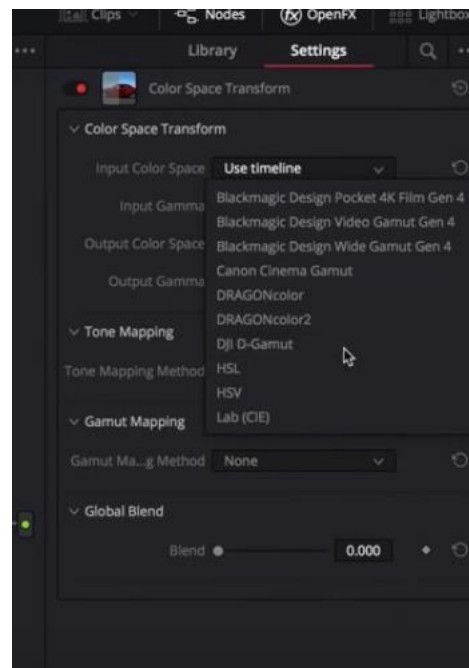 Clips Nodes fx OpenFX Lightbox
Library Settings
Color Space Transform
Color Space Transform
Input Color Space Use timeline
Blackmagic Design Pocket 4K Film Gen 4
Input Gamma
Blackmagic Design Video Gamut Gen 4
Output Color Space
Blackmagic Design Wide Gamut Gen 4
Canon Cinema Gamut
Output Gamma
DRAGONcolor
DRAGONcolor2
Tone Mapping
DJI D-Gamut
Tone Mapping Method
HSL
HSV
Gamut Mapping
Lab (CIE)
Gamut Ma...g Method None
Global Blend
Blend 0.000